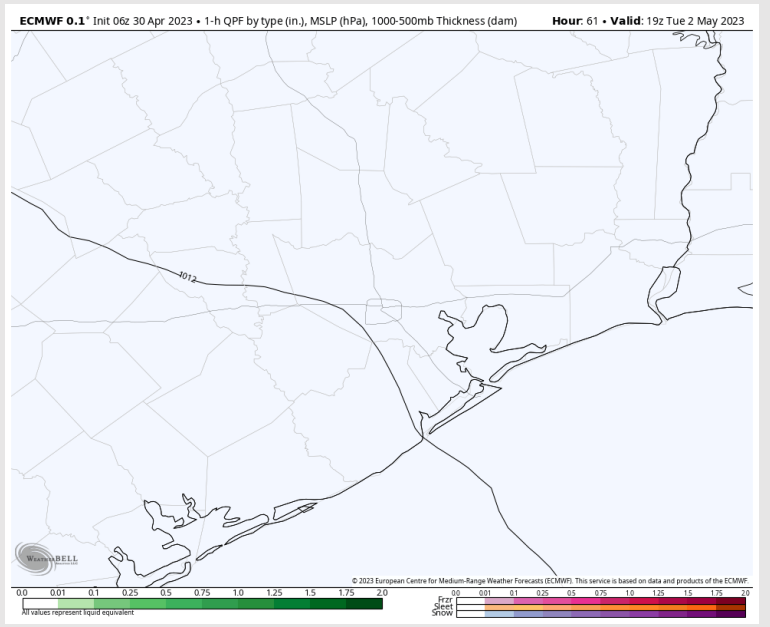 ECMWF 0.1° Init 06z 30 Apr 2023 • 1-h QPF by type (in.), MSLP (hPa), 1000-500mb Thickness (dam)
Hour: 61 • Valid: 19z Tue 2 May 2023
1012
WEATHERBELL
© 2023 European Centre for Medium-Range Weather Forecasts (ECMWF). This service is based on data and products of the ECMWF.
0.0 0.01 0.1 0.25 0.5 0.75 1.0 1.25 1.5 1.75 2.0
All values represent liquid equivalent
0.0 0.01 0.1 0.25 0.5 0.75 1.0 1.25 1.5 1.75 2.0
Frzr
Sleet
Snow